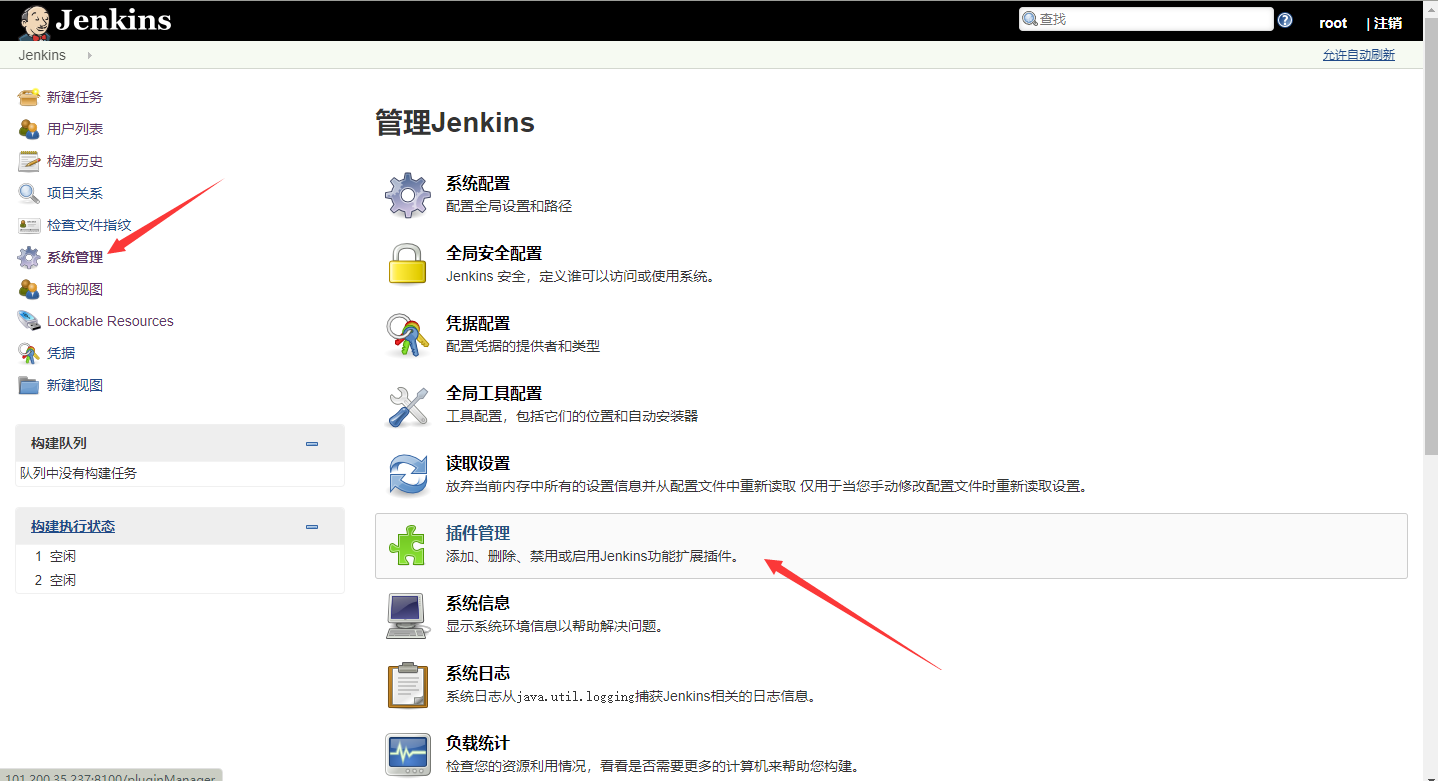 Jenkins
查找
root
| 注销
Jenkins
允许自动刷新
新建任务
用户列表
构建历史
项目关系
检查文件指纹
系统管理
我的视图
Lockable Resources
凭据
新建视图
构建队列
队列中没有构建任务
构建执行状态
1 空闲
2 空闲
管理Jenkins
系统配置
配置全局设置和路径
全局安全配置
Jenkins 安全，定义谁可以访问或使用系统。
凭据配置
配置凭据的提供者和类型
全局工具配置
工具配置，包括它们的位置和自动安装器
读取设置
放弃当前内存中所有的设置信息并从配置文件中重新读取 仅用于当您手动修改配置文件时重新读取设置。
插件管理
添加、删除、禁用或启用Jenkins功能扩展插件。
系统信息
显示系统环境信息以帮助解决问题。
系统日志
系统日志从java.util.logging捕获Jenkins相关的日志信息。
负载统计
检查您的资源利用情况，看看是否需要更多的计算机来帮助您构建。
101.200.35.237:8100/pluginManager